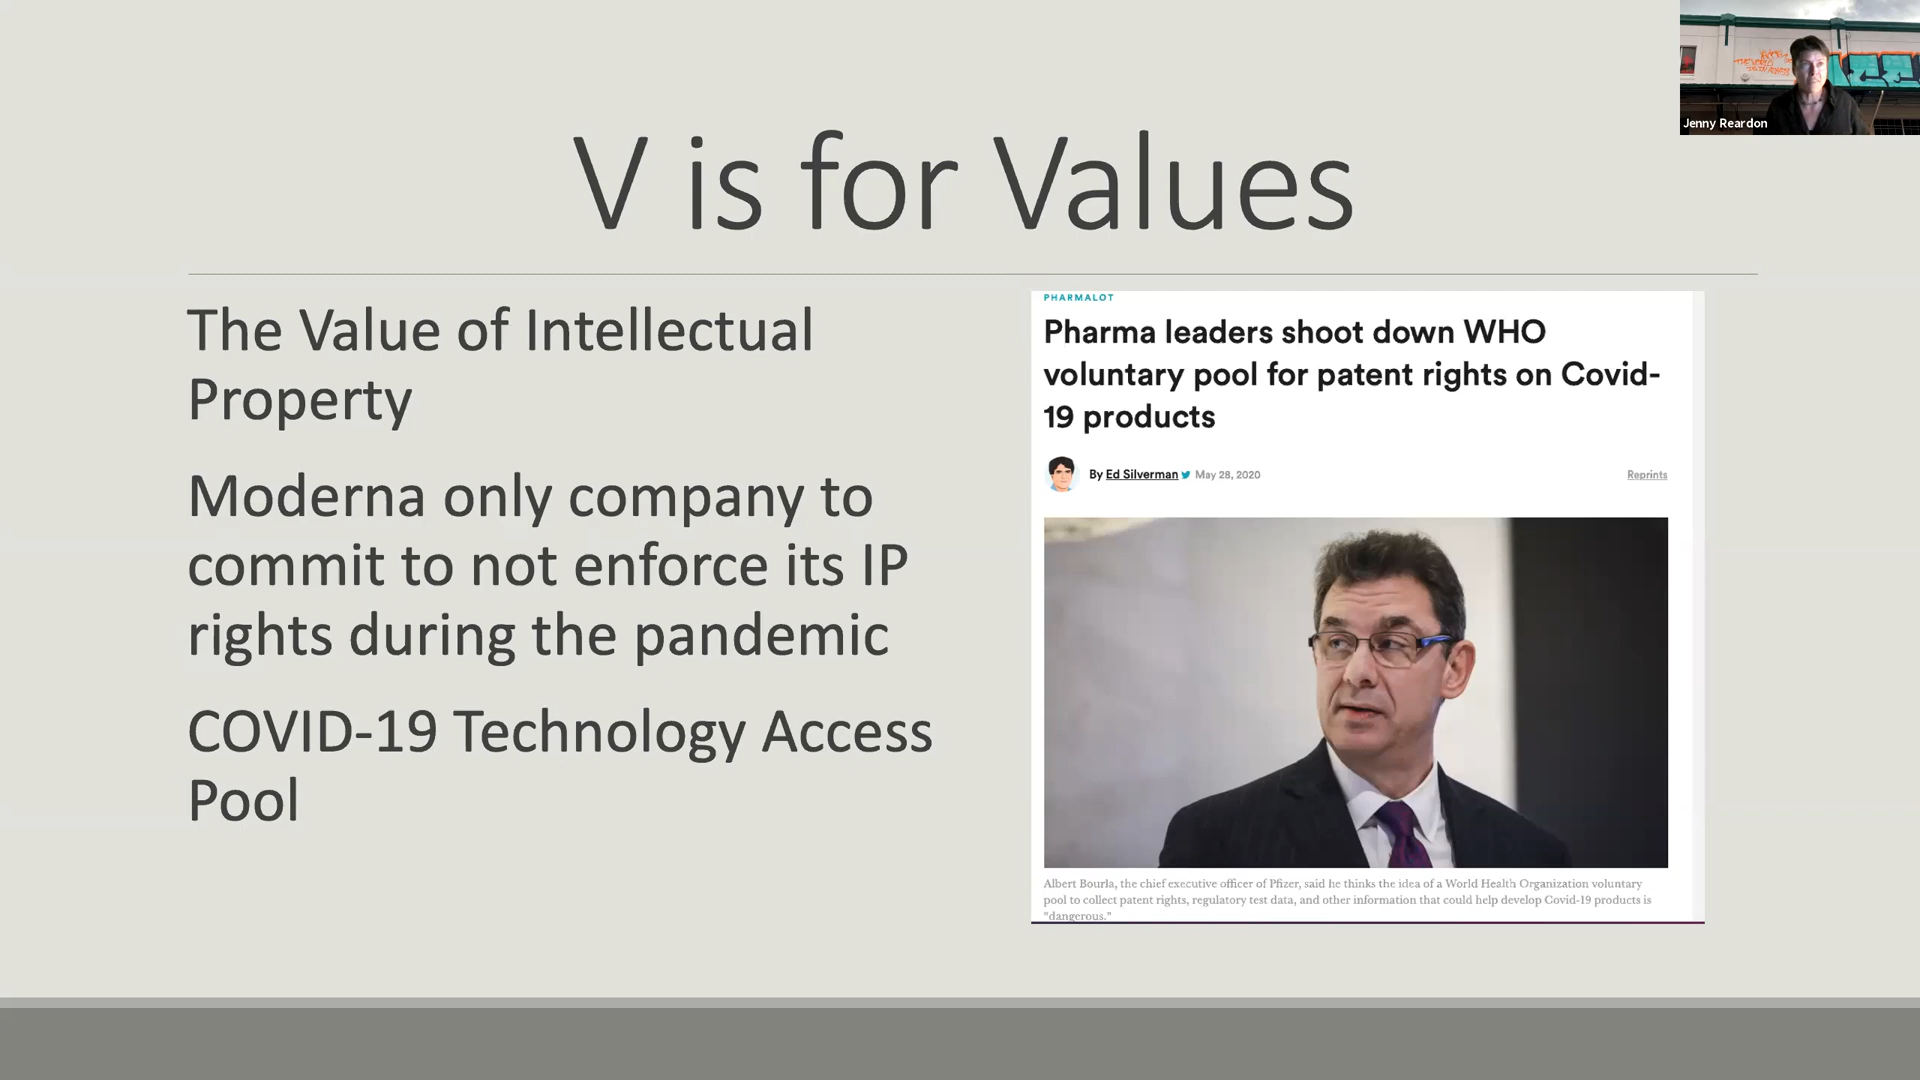 V is for Values
The Value of Intellectual
Property
Moderna only company to
commit to not enforce its IP
rights during the pandemic
COVID-19 Technology Access
Pool
PHARMALOT
Pharma leaders shoot down WHO
voluntary pool for patent rights on Covid-
19 products
By Ed Silverman May 28, 2020
Reprints
Albert Bourla, the chief executive officer of Pfizer, said he thinks the idea of a World Health Organization voluntary
pool to collect patent rights, regulatory test data, and other information that could help develop Covid-19 products is
"dangerous."
Jenny Reardon